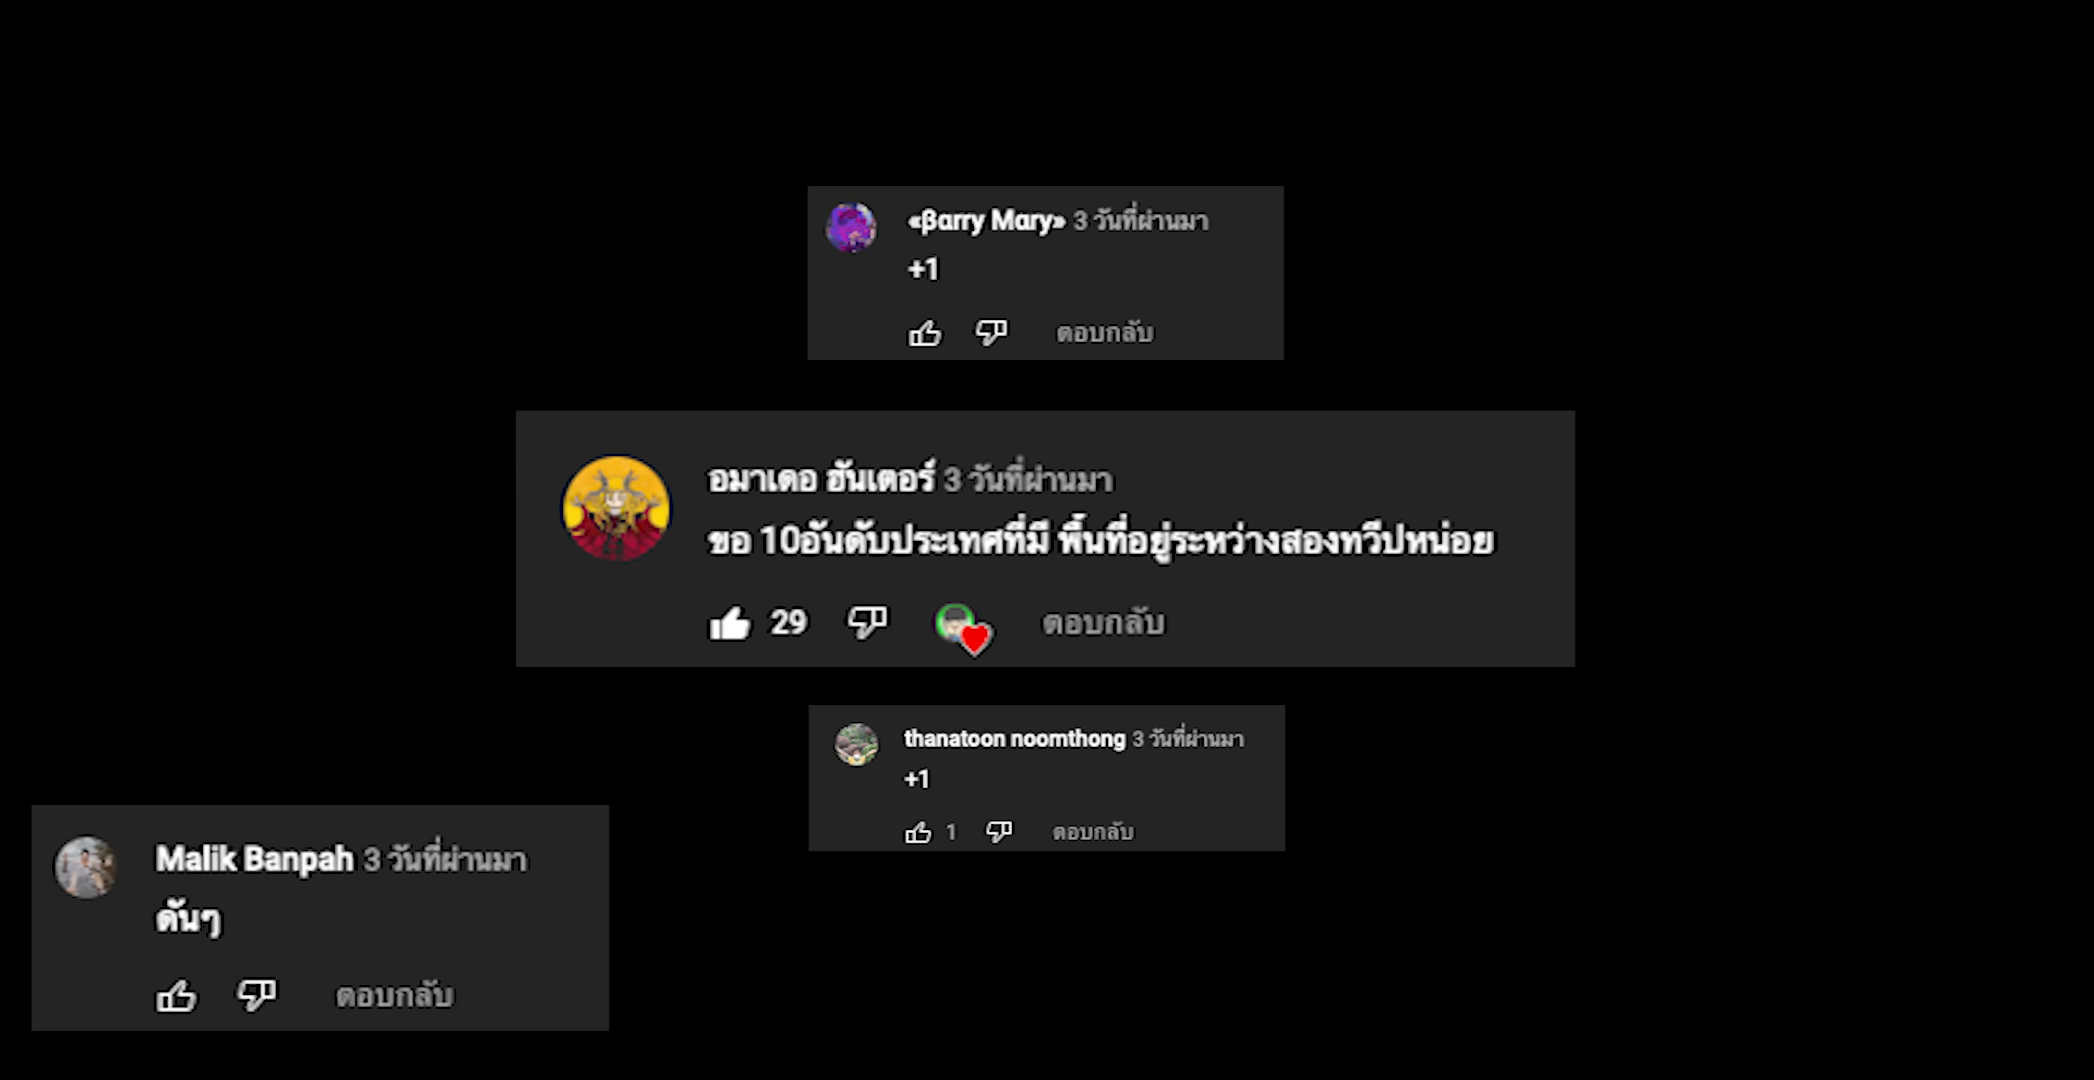 «βarry Mary» 3 วันที่ผ่านมา
+1
ตอบกลับ
อมาเดอ ฮันเตอร์ 3 วันที่ผ่านมา
ขอ 10อันดับประเทศที่มี พื้นที่อยู่ระหว่างสองทวีปหน่อย
29 ตอบกลับ
thanatoon noomthong 3 วันที่ผ่านมา
+1
1 ตอบกลับ
Malik Banpah 3 วันที่ผ่านมา
ดันๆ
ตอบกลับ